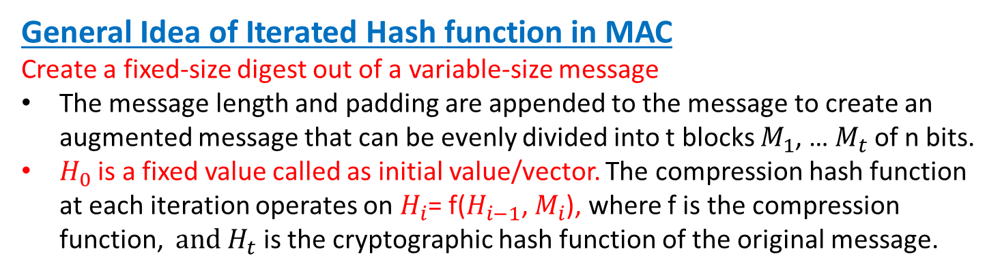 General Idea of Iterated Hash function in MAC
Create a fixed-size digest out of a variable-size message
• The message length and padding are appended to the message to create an
augmented message that can be evenly divided into t blocks M₁, … Mₜ of n bits.
• H₀ is a fixed value called as initial value/vector. The compression hash function
at each iteration operates on Hᵢ= f(Hᵢ₋₁, Mᵢ), where f is the compression
function, and Hₜ is the cryptographic hash function of the original message.